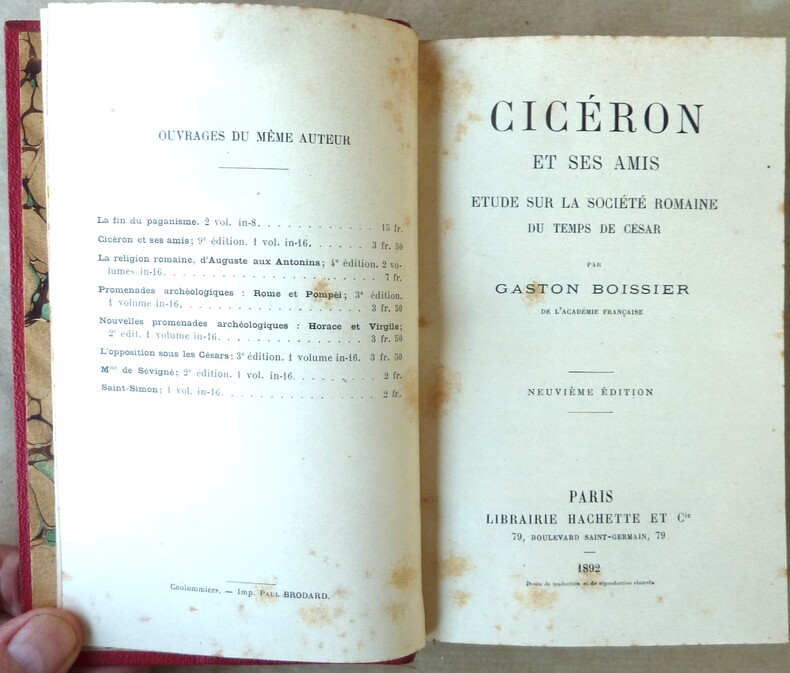 OUVRAGES DU MÊME AUTEUR
La fin du paganisme. 2 vol. in-8. . . . . . . . . . . . . 15 fr.
Cicéron et ses amis; 9e édition. 1 vol. in-16. . . . . . 3 fr. 50
La religion romaine, d'Auguste aux Antonins; 4e édition. 2 vo-
lumes in-16. . . . . . . . . . . . . . . . . . . . . 7 fr.
Promenades archéologiques : Rome et Pompéi; 3e édition.
1 volume in-16. . . . . . . . . . . . . . . . . . 3 fr. 50
Nouvelles promenades archéologiques : Horace et Virgile;
2e édit. 1 volume in-16. . . . . . . . . . . . . . 3 fr. 50
L'opposition sous les Césars; 3e édition. 1 volume in-16. 3 fr. 50
Mme de Sévigné; 2e édition. 1 vol. in-16. . . . . . . . . 2 fr.
Saint-Simon; 1 vol. in-16. . . . . . . . . . . . . . . . 2 fr.
Coulommiers. — Imp. PAUL BRODARD.
CICÉRON
ET SES AMIS
ETUDE SUR LA SOCIÉTÉ ROMAINE
DU TEMPS DE CÉSAR
PAR
GASTON BOISSIER
DE L'ACADÉMIE FRANÇAISE
NEUVIÈME ÉDITION
PARIS
LIBRAIRIE HACHETTE ET Cie
79, BOULEVARD SAINT-GERMAIN, 79
1892
Droits de traduction et de reproduction réservés.